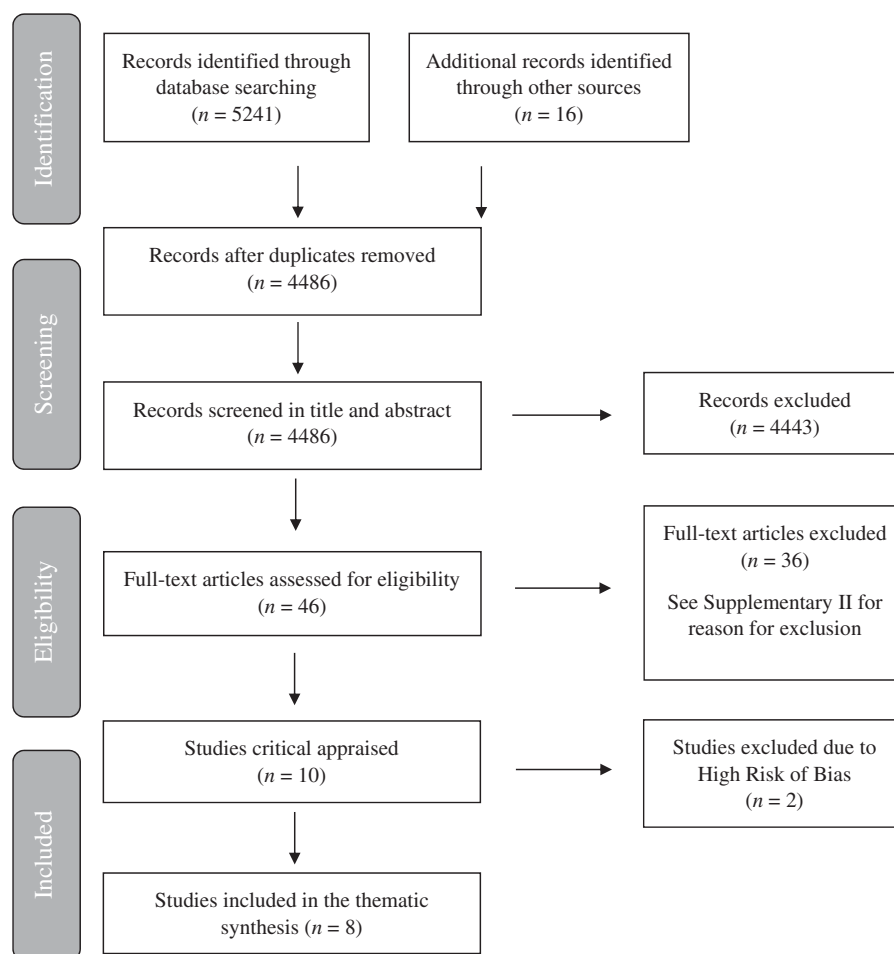 Identification
Records identified through
database searching
(n = 5241)
Additional records identified
through other sources
(n = 16)
Screening
Records after duplicates removed
(n = 4486)
Records screened in title and abstract
(n = 4486)
Records excluded
(n = 4443)
Eligibility
Full-text articles assessed for eligibility
(n = 46)
Full-text articles excluded
(n = 36)
See Supplementary II for
reason for exclusion
Included
Studies critical appraised
(n = 10)
Studies excluded due to
High Risk of Bias
(n = 2)
Studies included in the thematic
synthesis (n = 8)